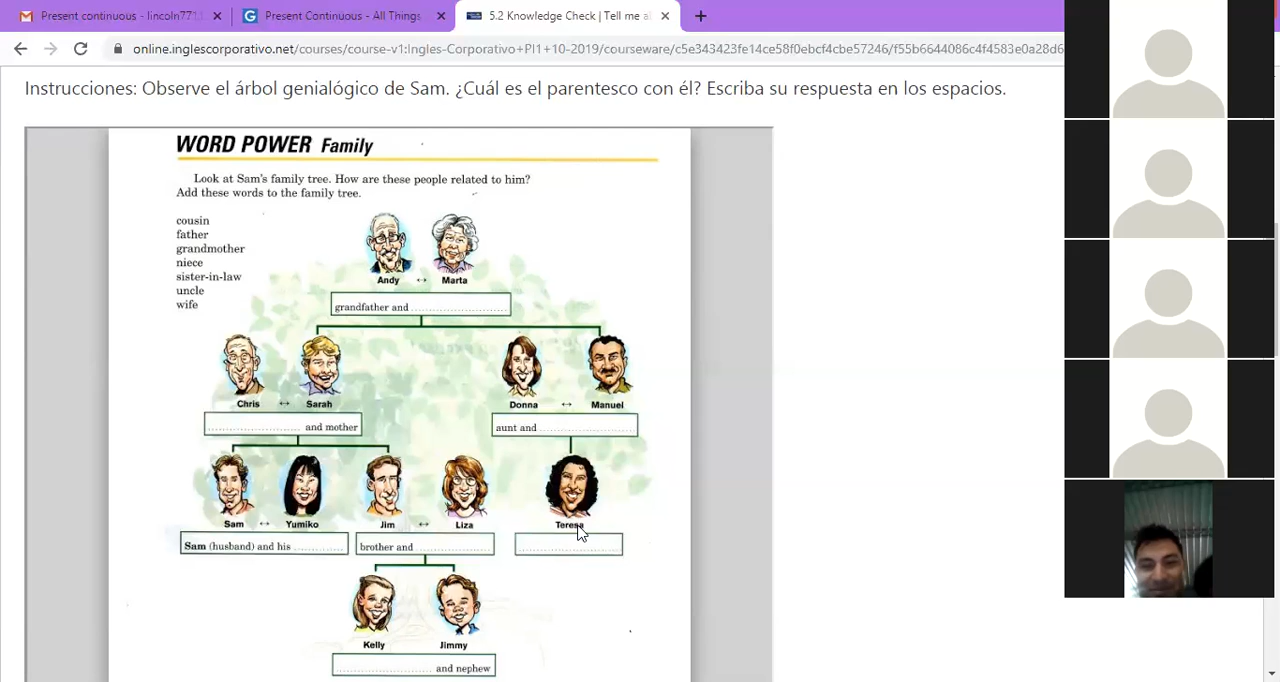 Present continuous - lincoln771
Present Continuous - All Things
5.2 Knowledge Check | Tell me a
online.inglescorporativo.net/courses/course-v1:Ingles-Corporativo+PI1+10-2019/courseware/c5e343423fe14ce58f0ebcf4cbe57246/f55b6644086c4f4583e0a28d6
Instrucciones: Observe el árbol genialógico de Sam. ¿Cuál es el parentesco con él? Escriba su respuesta en los espacios.
WORD POWER Family
Look at Sam's family tree. How are these people related to him?
Add these words to the family tree.
cousin
father
grandmother
niece
sister-in-law
uncle
wife
Andy ↔ Marta
grandfather and ........................
Chris ↔ Sarah
Donna ↔ Manuel
........................ and mother
aunt and ........................
Sam ↔ Yumiko
Jim ↔ Liza
Teresa
Sam (husband) and his ............
brother and ...................
........................
Kelly
Jimmy
........................ and nephew